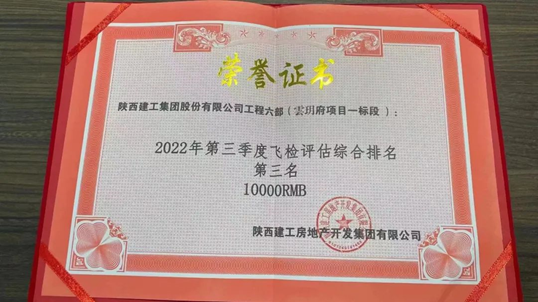 荣誉证书
陕西建工集团股份有限公司工程六部（雲玥府项目一标段）：
2022年第三季度飞检评估综合排名
第三名
10000RMB
陕西建工房地产开发集团有限公司